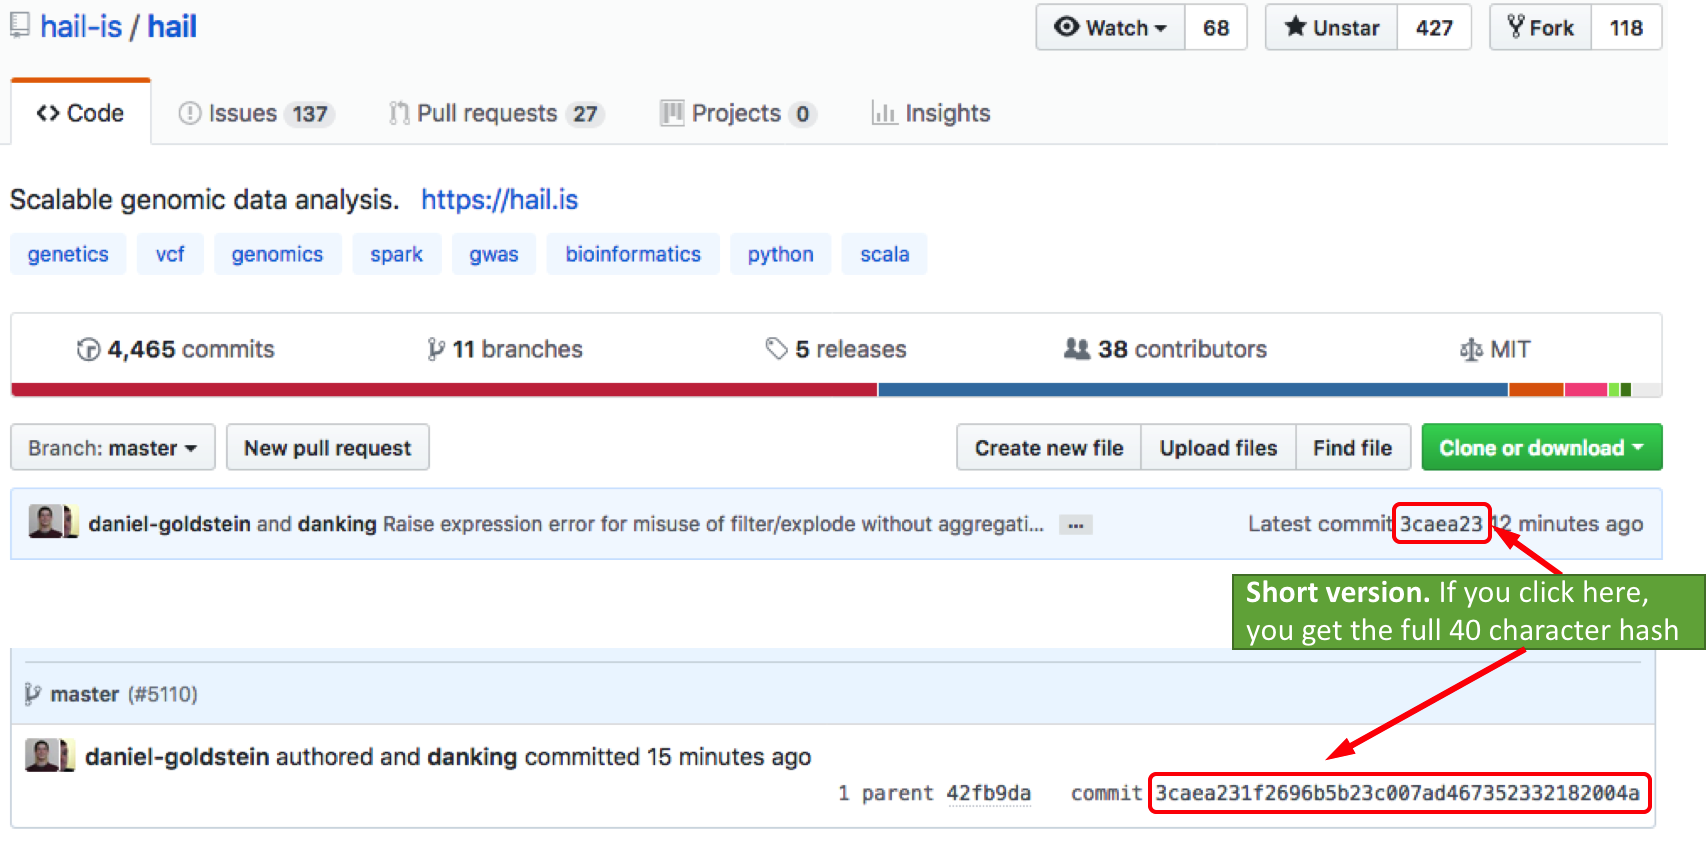 hail-is / hail
Watch 68 Unstar 427 Fork 118
Code Issues 137 Pull requests 27 Projects 0 Insights
Scalable genomic data analysis. https://hail.is
genetics vcf genomics spark gwas bioinformatics python scala
4,465 commits 11 branches 5 releases 38 contributors MIT
Branch: master New pull request Create new file Upload files Find file Clone or download
daniel-goldstein and danking Raise expression error for misuse of filter/explode without aggregati... ... Latest commit 3caea23 12 minutes ago
Short version. If you click here,
you get the full 40 character hash
master (#5110)
daniel-goldstein authored and danking committed 15 minutes ago
1 parent 42fb9da commit 3caea231f2696b5b23c007ad467352332182004a